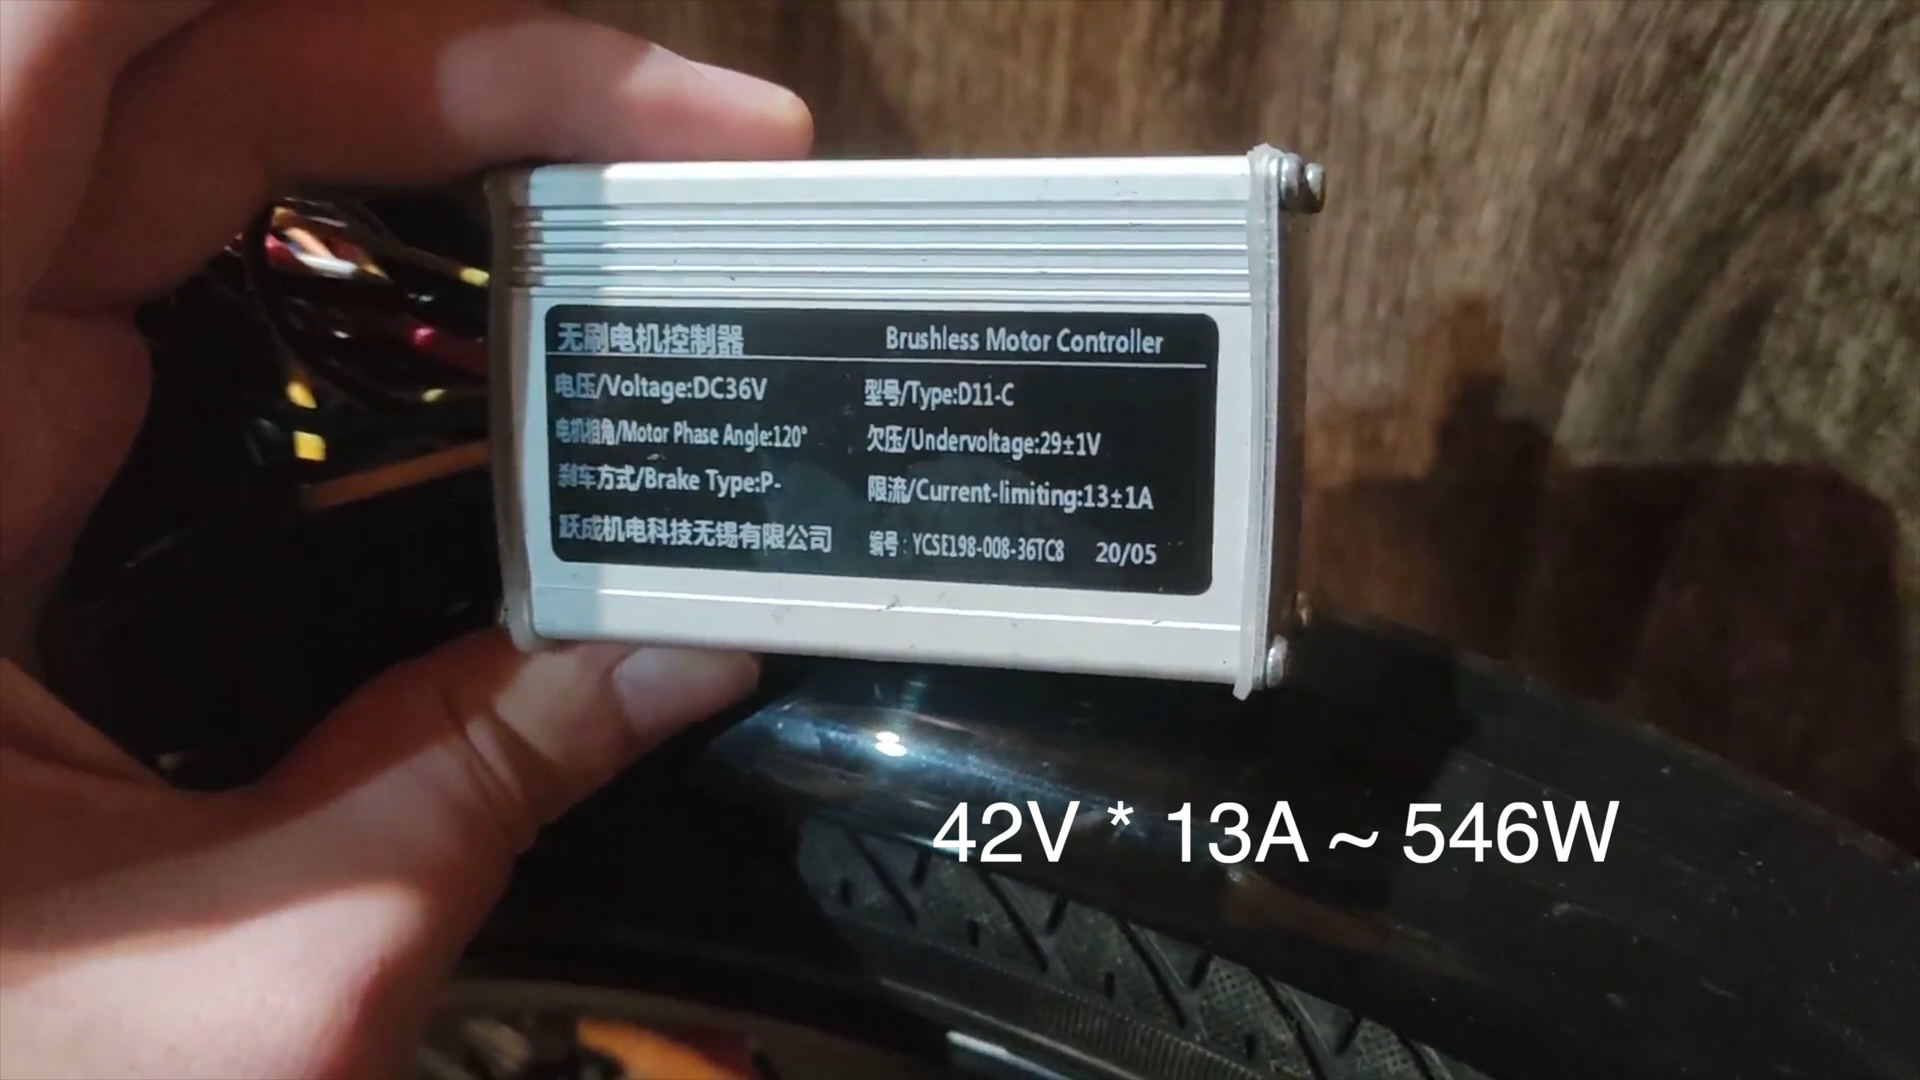 无刷电机控制器 Brushless Motor Controller
电压/Voltage:DC36V 型号/Type:D11-C
电机相角/Motor Phase Angle:120° 欠压/Undervoltage:29±1V
刹车方式/Brake Type:P- 限流/Current-limiting:13±1A
跃成机电科技无锡有限公司 编号:YCSE198-008-36TC8 20/05
42V * 13A ~ 546W